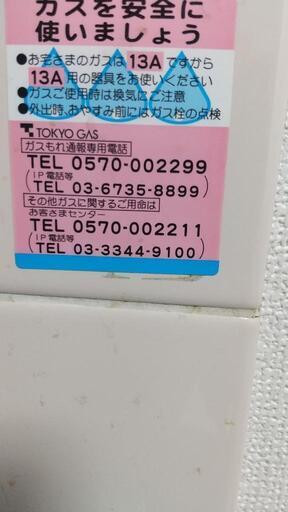 ガスを安全に
使いましょう
●お宅さまのガスは13Aですから
13A用の器具をお使いください
●ガスご使用時は換気にご注意
●外出時、おやすみ前にはガス栓の点検
TOKYO GAS
ガスもれ通報専用電話
TEL 0570-002299
(IP電話等
TEL 03-6735-8899)
その他ガスに関するご用命は
お客さまセンター
TEL 0570-002211
(IP電話等
TEL 03-3344-9100)